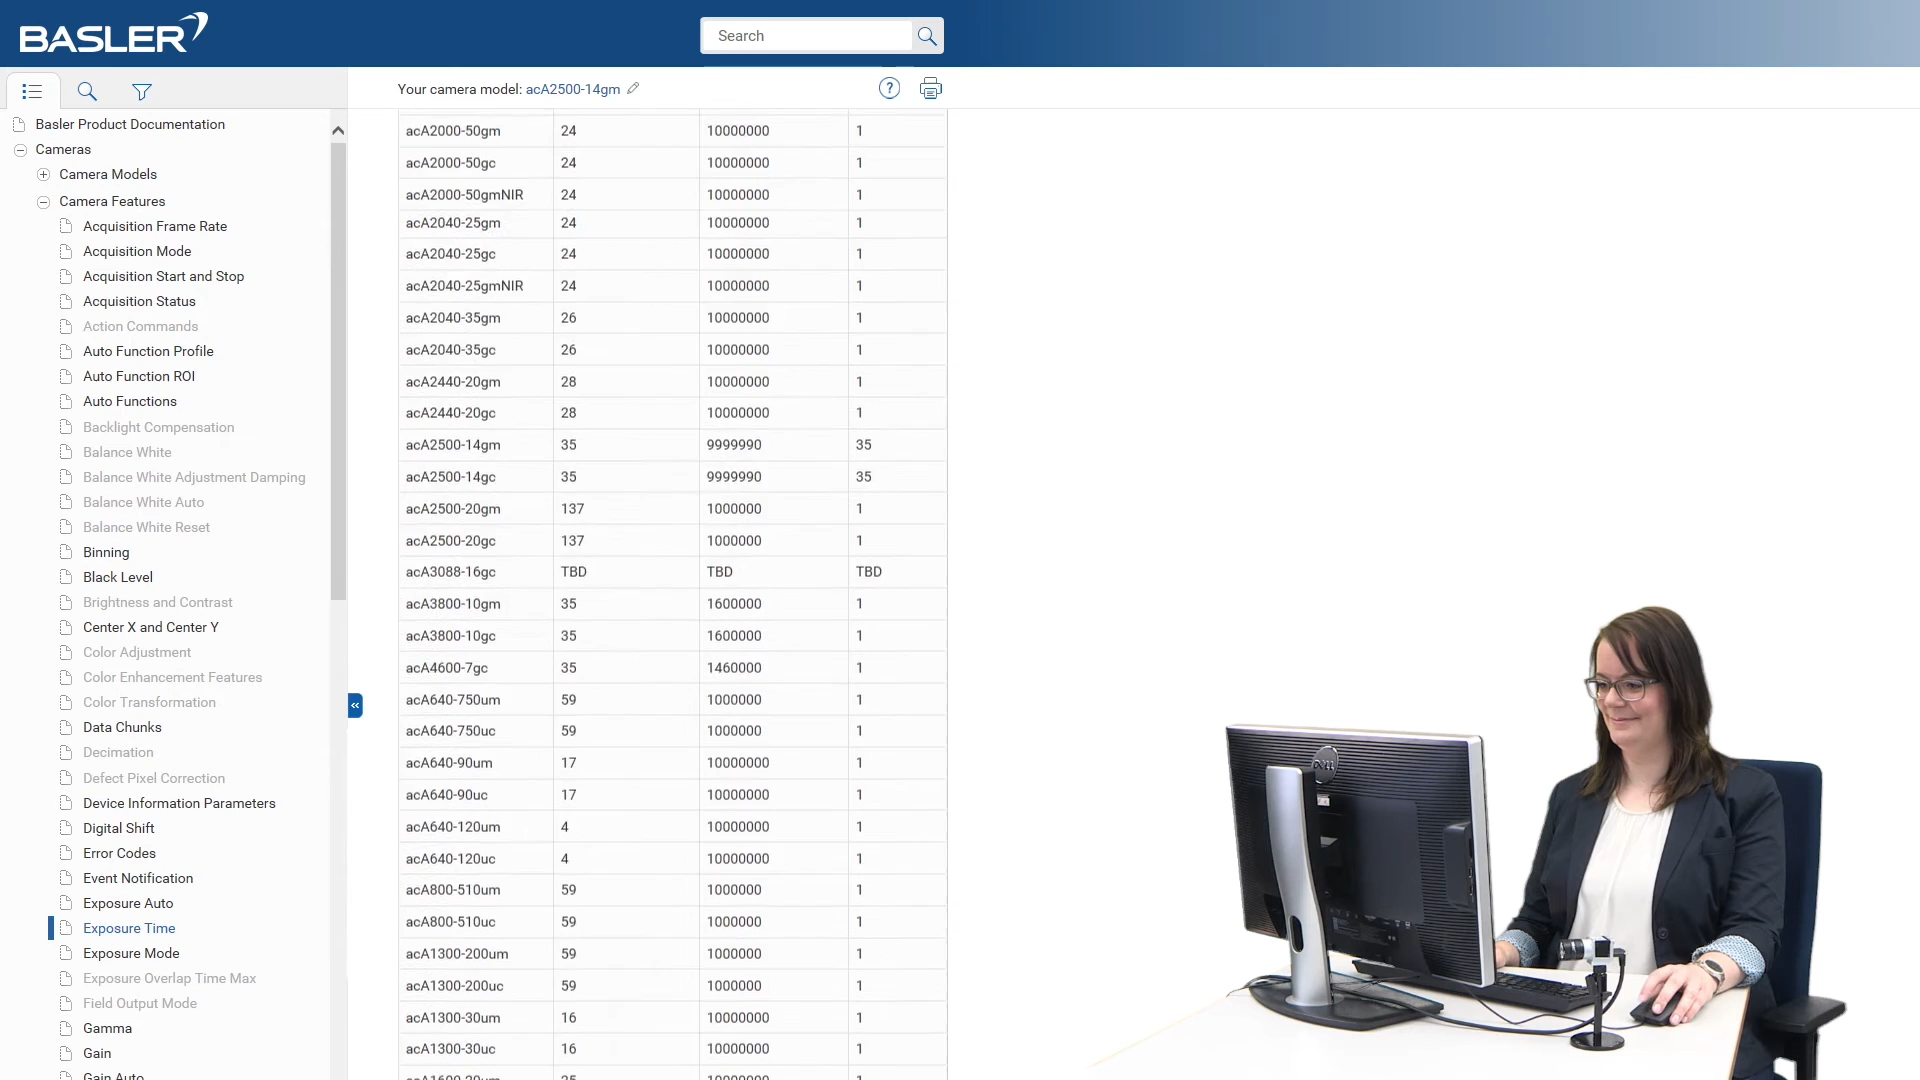 BASLER
Search
Your camera model: acA2500-14gm
Basler Product Documentation
Cameras
Camera Models
Camera Features
Acquisition Frame Rate
Acquisition Mode
Acquisition Start and Stop
Acquisition Status
Action Commands
Auto Function Profile
Auto Function ROI
Auto Functions
Backlight Compensation
Balance White
Balance White Adjustment Damping
Balance White Auto
Balance White Reset
Binning
Black Level
Brightness and Contrast
Center X and Center Y
Color Adjustment
Color Enhancement Features
Color Transformation
Data Chunks
Decimation
Defect Pixel Correction
Device Information Parameters
Digital Shift
Error Codes
Event Notification
Exposure Auto
Exposure Time
Exposure Mode
Exposure Overlap Time Max
Field Output Mode
Gamma
Gain
Gain Auto
acA2000-50gm 24 10000000 1
acA2000-50gc 24 10000000 1
acA2000-50gmNIR 24 10000000 1
acA2040-25gm 24 10000000 1
acA2040-25gc 24 10000000 1
acA2040-25gmNIR 24 10000000 1
acA2040-35gm 26 10000000 1
acA2040-35gc 26 10000000 1
acA2440-20gm 28 10000000 1
acA2440-20gc 28 10000000 1
acA2500-14gm 35 9999990 35
acA2500-14gc 35 9999990 35
acA2500-20gm 137 1000000 1
acA2500-20gc 137 1000000 1
acA3088-16gc TBD TBD TBD
acA3800-10gm 35 1600000 1
acA3800-10gc 35 1600000 1
acA4600-7gc 35 1460000 1
acA640-750um 59 1000000 1
acA640-750uc 59 1000000 1
acA640-90um 17 10000000 1
acA640-90uc 17 10000000 1
acA640-120um 4 10000000 1
acA640-120uc 4 10000000 1
acA800-510um 59 1000000 1
acA800-510uc 59 1000000 1
acA1300-200um 59 1000000 1
acA1300-200uc 59 1000000 1
acA1300-30um 16 10000000 1
acA1300-30uc 16 10000000 1
DELL